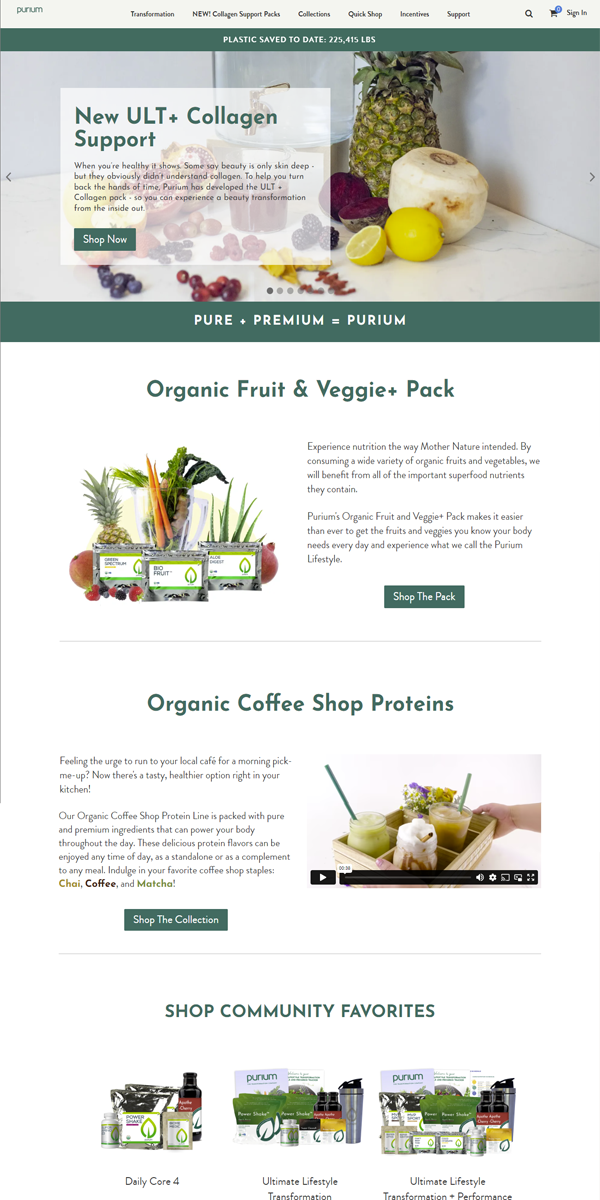 purium
Transformation NEW! Collagen Support Packs Collections Quick Shop Incentives Support 0 Sign In
PLASTIC SAVED TO DATE: 225,415 LBS
New ULT+ Collagen
Support
When you're healthy it shows. Some say beauty is only skin deep -
but they obviously didn't understand collagen. To help you turn
back the hands of time, Purium has developed the ULT +
Collagen pack - so you can experience a beauty transformation
from the inside out.
Shop Now
PURE + PREMIUM = PURIUM
Organic Fruit & Veggie+ Pack
Experience nutrition the way Mother Nature intended. By
consuming a wide variety of organic fruits and vegetables, we
will benefit from all of the important superfood nutrients
they contain.
Purium's Organic Fruit and Veggie+ Pack makes it easier
than ever to get the fruits and veggies you know your body
needs every day and experience what we call the Purium
Lifestyle.
GREEN
SPECTRUM
BIO
FRUIT
ALOE
DIGEST
Shop The Pack
Organic Coffee Shop Proteins
Feeling the urge to run to your local café for a morning pick-
me-up? Now there's a tasty, healthier option right in your
kitchen!
Our Organic Coffee Shop Protein Line is packed with pure
and premium ingredients that can power your body
throughout the day. These delicious protein flavors can be
enjoyed any time of day, as a standalone or as a complement
to any meal. Indulge in your favorite coffee shop staples:
Chai, Coffee, and Matcha!
00:36
Shop The Collection
SHOP COMMUNITY FAVORITES
POWER
SHAKE
Apothe
Cherry
purium
Power Shake
Apothe
Cherry
purium
Power Shake
Apothe
Cherry
Daily Core 4
Ultimate Lifestyle
Transformation
Ultimate Lifestyle
Transformation + Performance